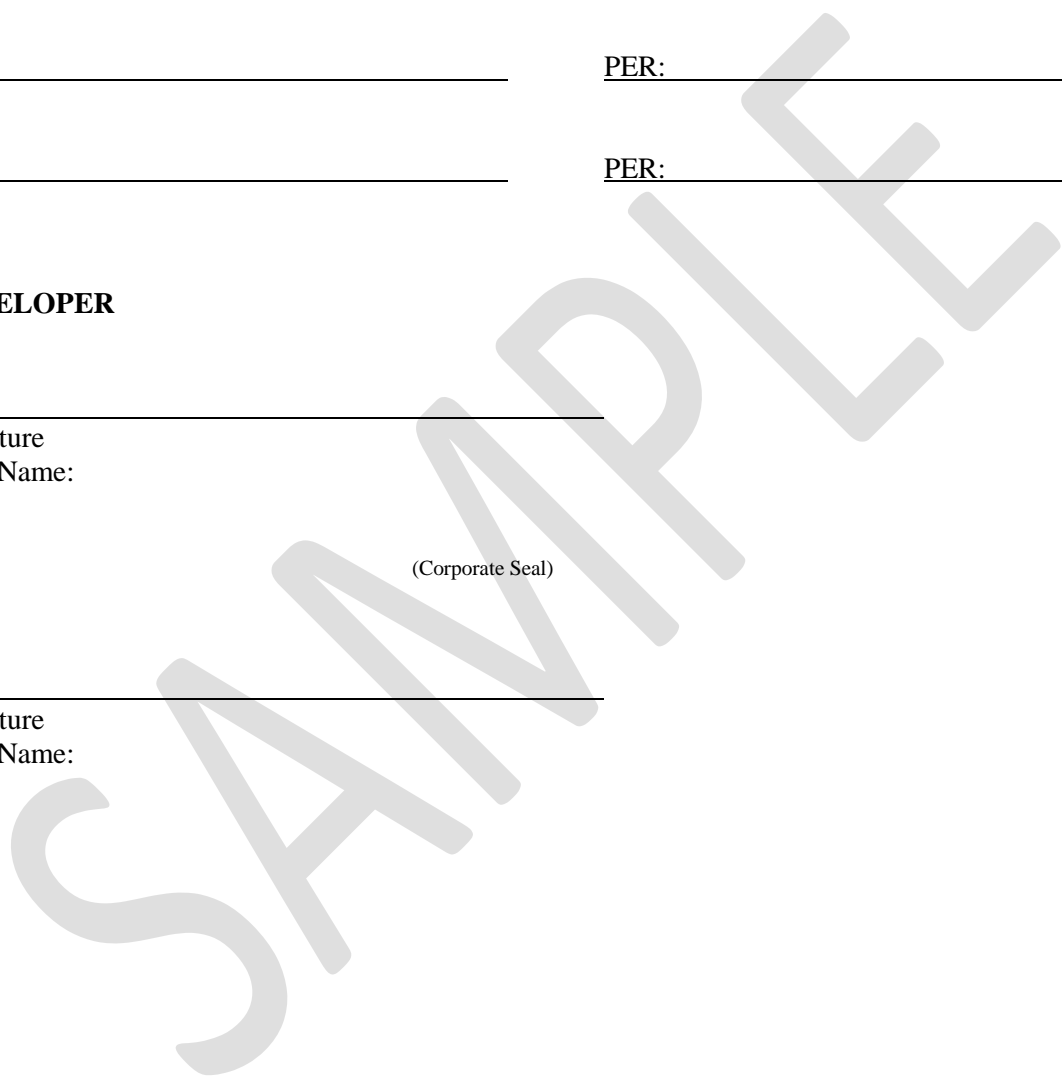 PER:
PER:
ELOPER
ture
Name:
(Corporate Seal)
ture
Name:
SAMPLE